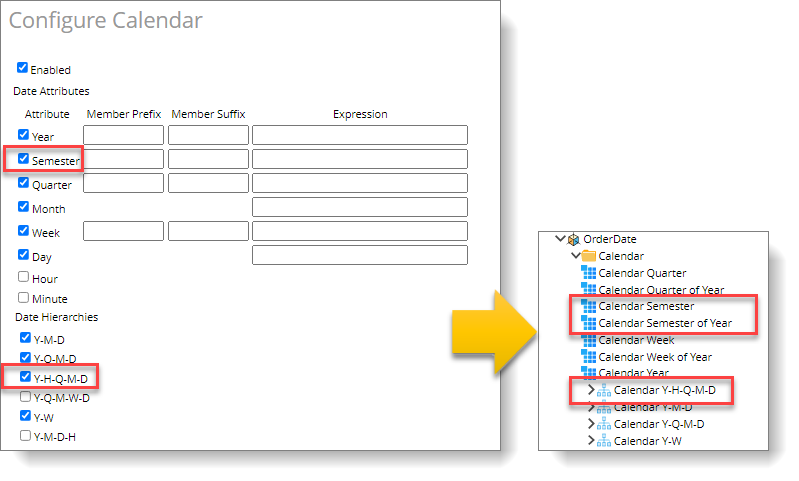 Configure Calendar
Enabled
Date Attributes
Attribute Member Prefix Member Suffix Expression
Year
Semester
Quarter
Month
Week
Day
Hour
Minute
Date Hierarchies
Y-M-D
Y-Q-M-D
Y-H-Q-M-D
Y-Q-M-W-D
Y-W
Y-M-D-H
OrderDate
Calendar
Calendar Quarter
Calendar Quarter of Year
Calendar Semester
Calendar Semester of Year
Calendar Week
Calendar Week of Year
Calendar Year
Calendar Y-H-Q-M-D
Calendar Y-M-D
Calendar Y-Q-M-D
Calendar Y-W